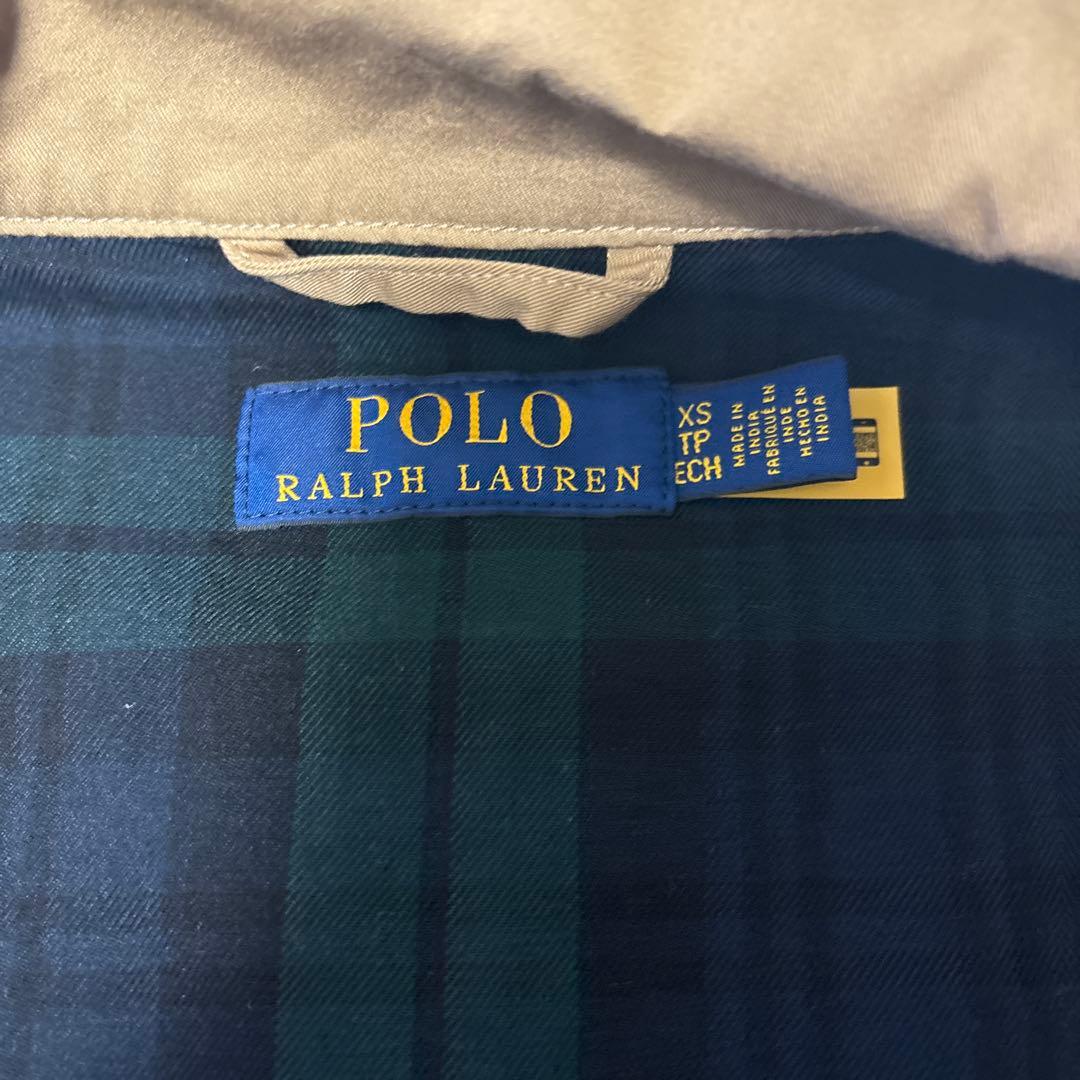 POLO
RALPH LAUREN
XS
TP
ECH
MADE IN
INDIA
FABRIQUÉ EN
INDE
HECHO EN
INDIA